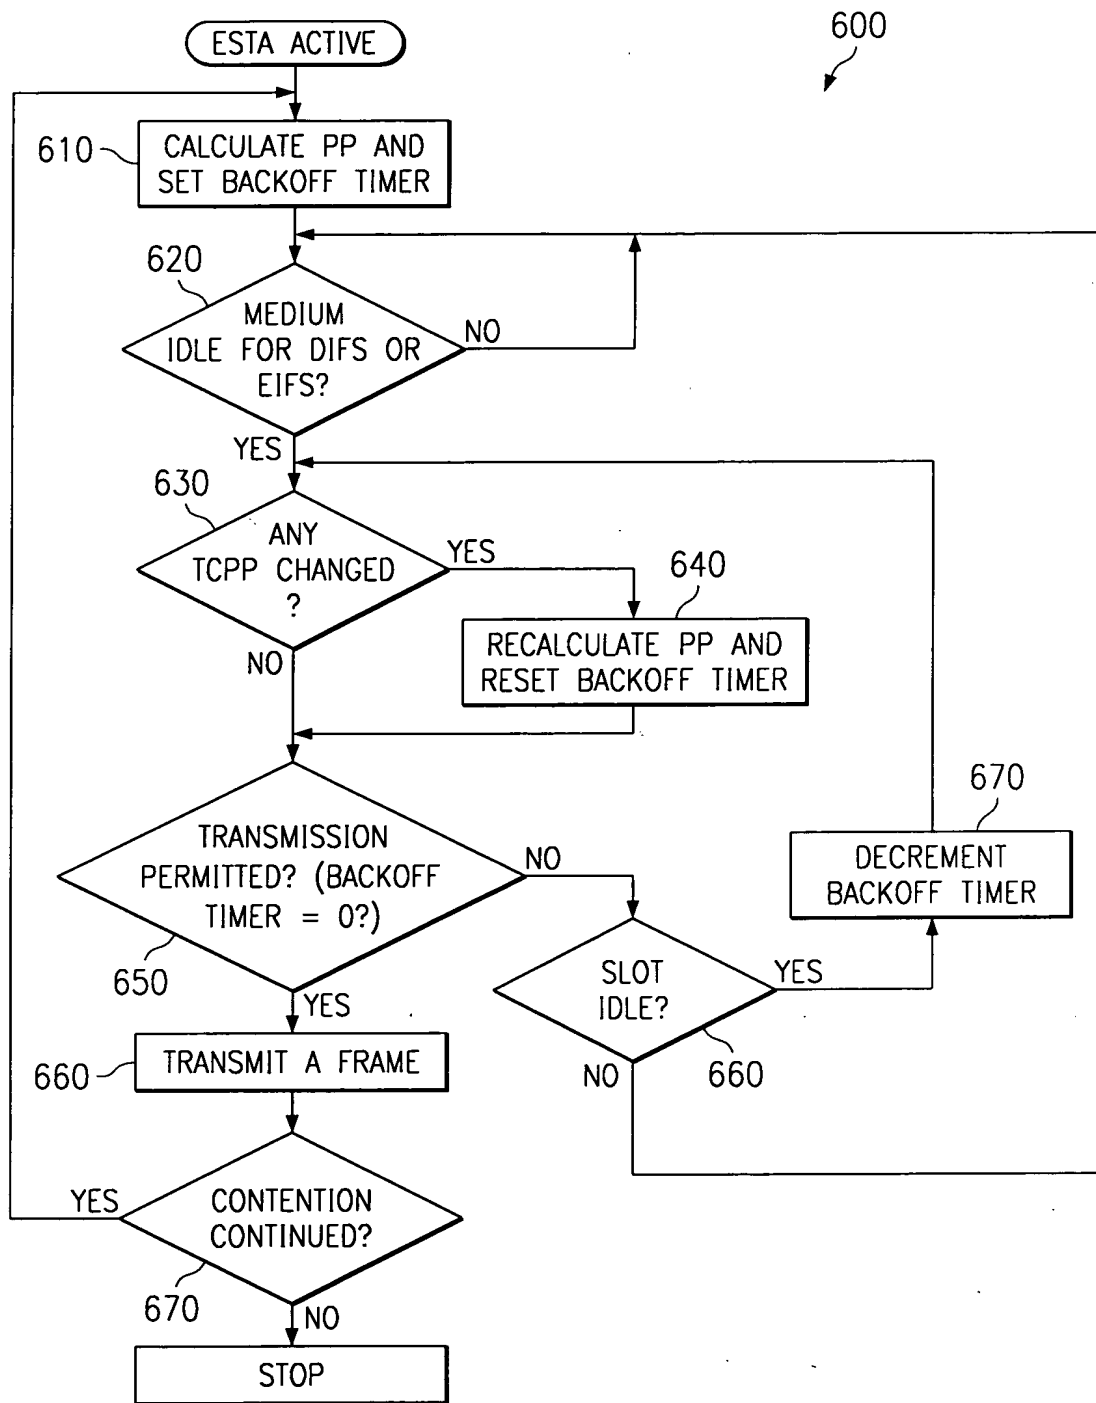 600
ESTA ACTIVE
610
CALCULATE PP AND
SET BACKOFF TIMER
620
MEDIUM
IDLE FOR DIFS OR
EIFS?
NO
YES
630
ANY
TCPP CHANGED
?
YES
NO
640
RECALCULATE PP AND
RESET BACKOFF TIMER
TRANSMISSION
PERMITTED? (BACKOFF
TIMER = 0?)
650
NO
YES
670
DECREMENT
BACKOFF TIMER
SLOT
IDLE?
YES
660
NO
660
TRANSMIT A FRAME
CONTENTION
CONTINUED?
YES
670
NO
STOP